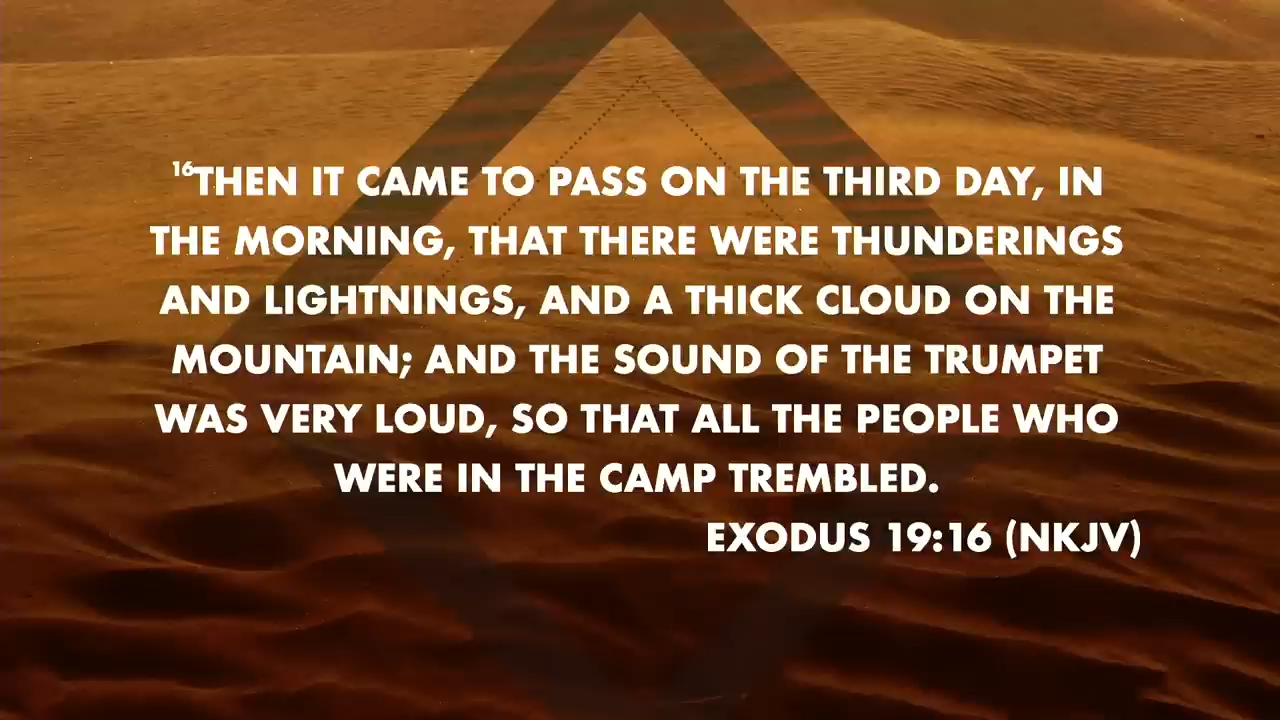 16THEN IT CAME TO PASS ON THE THIRD DAY, IN
THE MORNING, THAT THERE WERE THUNDERINGS
AND LIGHTNINGS, AND A THICK CLOUD ON THE
MOUNTAIN; AND THE SOUND OF THE TRUMPET
WAS VERY LOUD, SO THAT ALL THE PEOPLE WHO
WERE IN THE CAMP TREMBLED.
EXODUS 19:16 (NKJV)